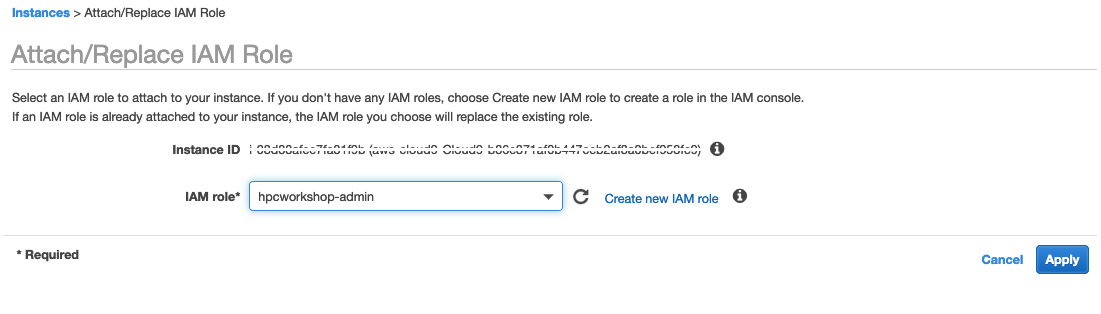 Instances > Attach/Replace IAM Role
Attach/Replace IAM Role
Select an IAM role to attach to your instance. If you don't have any IAM roles, choose Create new IAM role to create a role in the IAM console.
If an IAM role is already attached to your instance, the IAM role you choose will replace the existing role.
Instance ID
IAM role* hpcworkshop-admin Create new IAM role
* Required
Cancel Apply